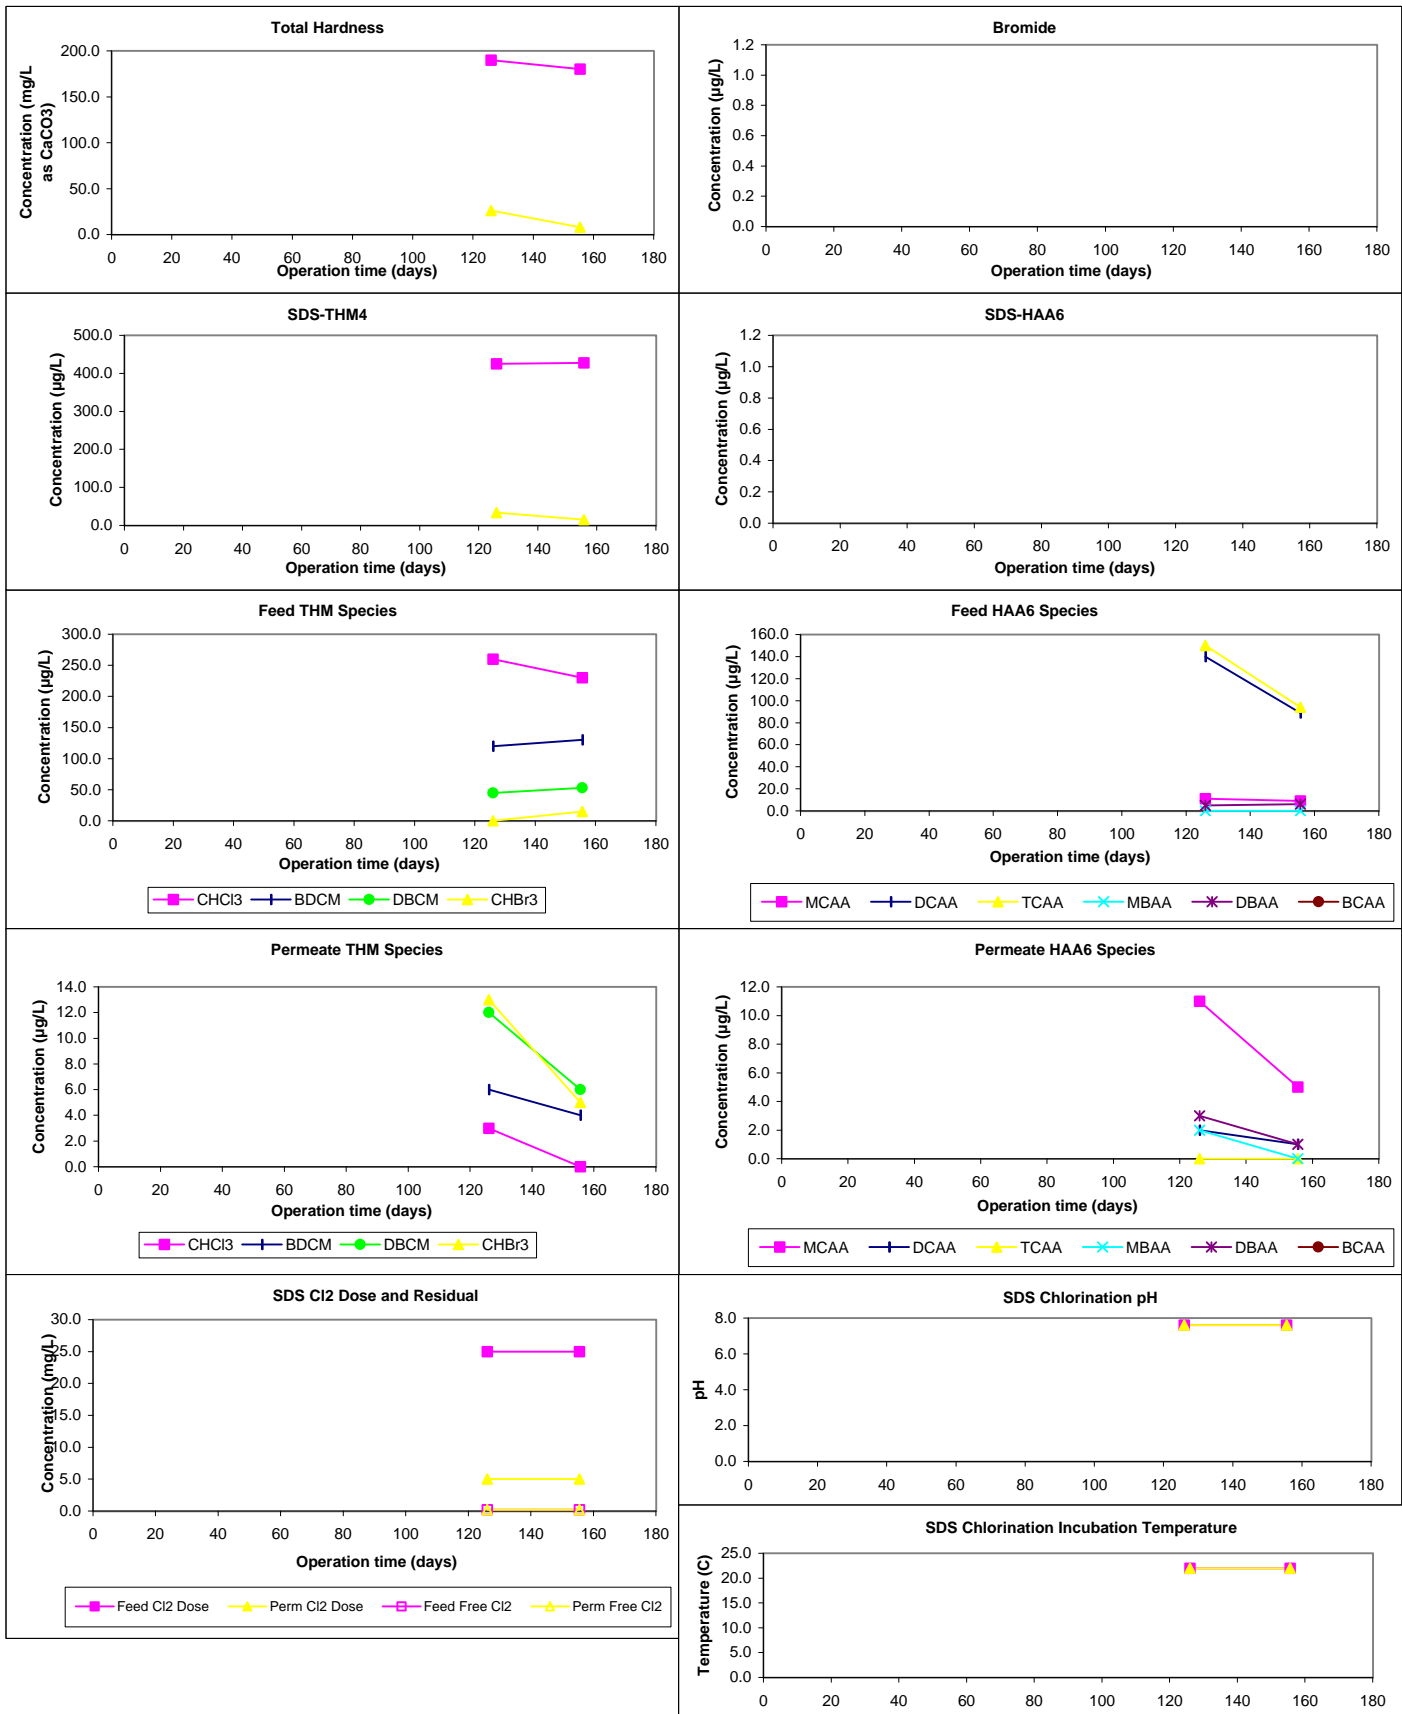 Total Hardness
Concentration (mg/L
as CaCO3)
200.0
150.0
100.0
50.0
0.0
0 20 40 60 80 100 120 140 160 180
Operation time (days)
Bromide
Concentration (µg/L)
1.2
1.0
0.8
0.6
0.4
0.2
0.0
0 20 40 60 80 100 120 140 160 180
Operation time (days)
SDS-THM4
Concentration (µg/L)
500.0
400.0
300.0
200.0
100.0
0.0
0 20 40 60 80 100 120 140 160 180
Operation time (days)
SDS-HAA6
Concentration (µg/L)
1.2
1.0
0.8
0.6
0.4
0.2
0.0
0 20 40 60 80 100 120 140 160 180
Operation time (days)
Feed THM Species
Concentration (µg/L)
300.0
250.0
200.0
150.0
100.0
50.0
0.0
0 20 40 60 80 100 120 140 160 180
Operation time (days)
CHCl3 BDCM DBCM CHBr3
Feed HAA6 Species
Concentration (µg/L)
160.0
140.0
120.0
100.0
80.0
60.0
40.0
20.0
0.0
0 20 40 60 80 100 120 140 160 180
Operation time (days)
MCAA DCAA TCAA MBAA DBAA BCAA
Permeate THM Species
Concentration (µg/L)
14.0
12.0
10.0
8.0
6.0
4.0
2.0
0.0
0 20 40 60 80 100 120 140 160 180
Operation time (days)
CHCl3 BDCM DBCM CHBr3
Permeate HAA6 Species
Concentration (µg/L)
12.0
10.0
8.0
6.0
4.0
2.0
0.0
0 20 40 60 80 100 120 140 160 180
Operation time (days)
MCAA DCAA TCAA MBAA DBAA BCAA
SDS Cl2 Dose and Residual
Concentration (mg/L)
30.0
25.0
20.0
15.0
10.0
5.0
0.0
0 20 40 60 80 100 120 140 160 180
Operation time (days)
Feed Cl2 Dose Perm Cl2 Dose Feed Free Cl2 Perm Free Cl2
SDS Chlorination pH
pH
8.0
6.0
4.0
2.0
0.0
0 20 40 60 80 100 120 140 160 180
SDS Chlorination Incubation Temperature
Temperature (C)
25.0
20.0
15.0
10.0
5.0
0.0
0 20 40 60 80 100 120 140 160 180